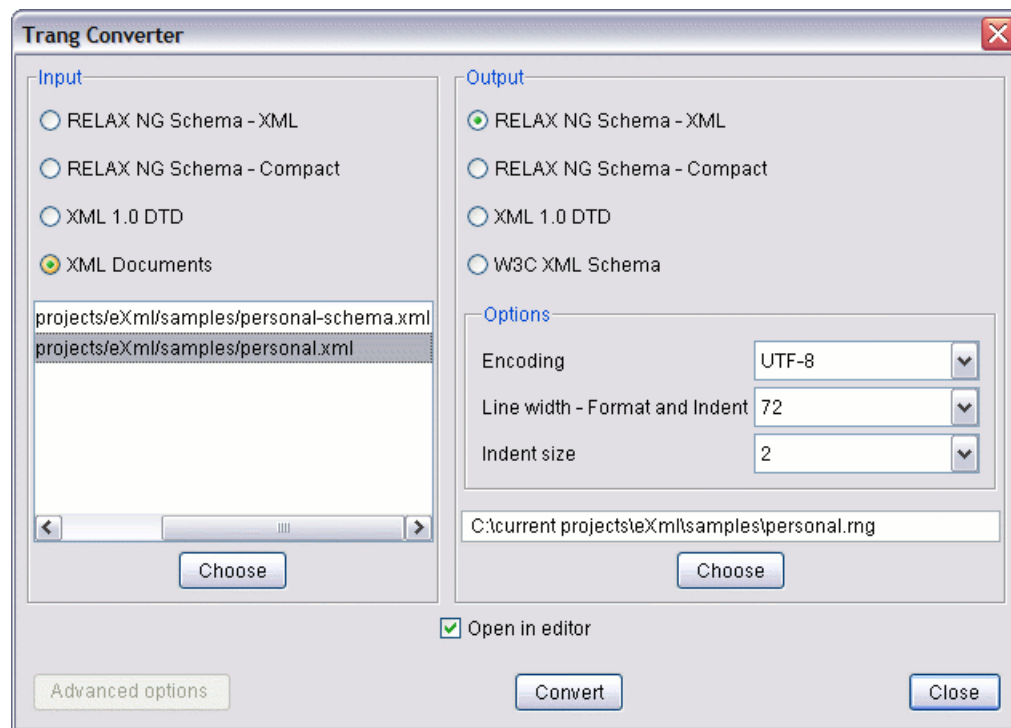 Trang Converter
Input
RELAX NG Schema - XML
RELAX NG Schema - Compact
XML 1.0 DTD
XML Documents
projects/eXml/samples/personal-schema.xml
projects/eXml/samples/personal.xml
Choose
Output
RELAX NG Schema - XML
RELAX NG Schema - Compact
XML 1.0 DTD
W3C XML Schema
Options
Encoding UTF-8
Line width - Format and Indent 72
Indent size 2
C:\current projects\eXml\samples\personal.rng
Choose
Open in editor
Advanced options
Convert
Close